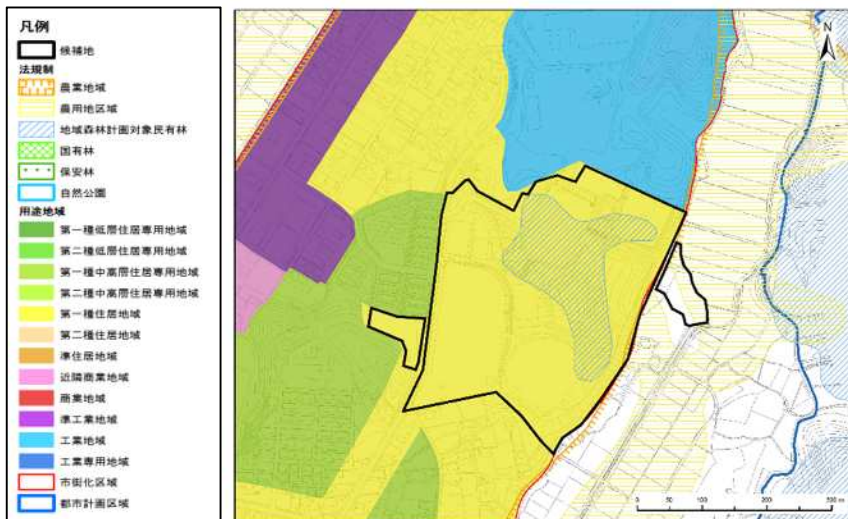 凡例
候補地
法規制
農業地域
農用地区域
地域森林計画対象民有林
国有林
保安林
自然公園
用途地域
第一種低層住居専用地域
第二種低層住居専用地域
第一種中高層住居専用地域
第二種中高層住居専用地域
第一種住居地域
第二種住居地域
準住居地域
近隣商業地域
商業地域
準工業地域
工業地域
工業専用地域
市街化区域
都市計画区域
N
0 50 100 200 300 m